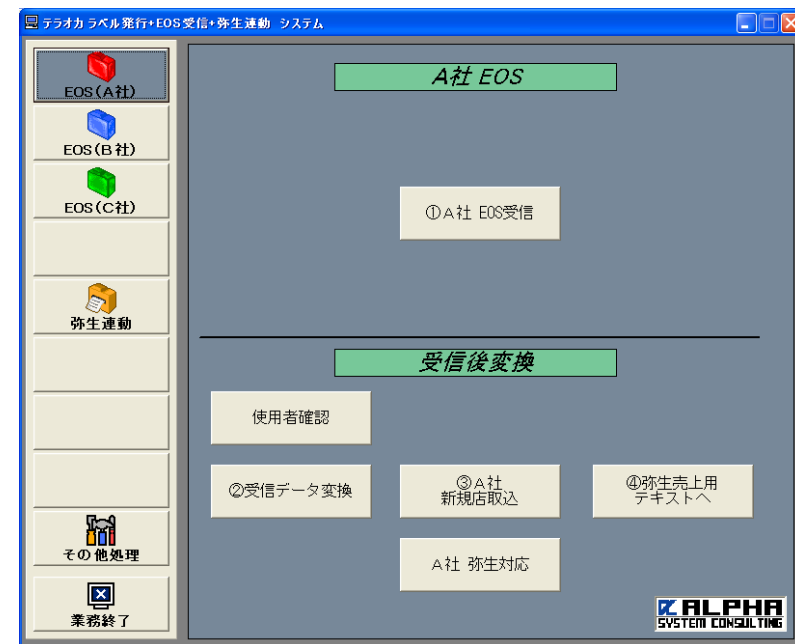 テラオカ ラベル発行+EOS受信+弥生連動 システム
EOS(A社)
EOS(B社)
EOS(C社)
弥生連動
その他処理
業務終了
A社 EOS
①A社 EOS受信
受信後変換
使用者確認
②受信データ変換
③A社
新規店取込
④弥生売上用
テキストへ
A社 弥生対応
ALPHA
SYSTEM CONSULTING